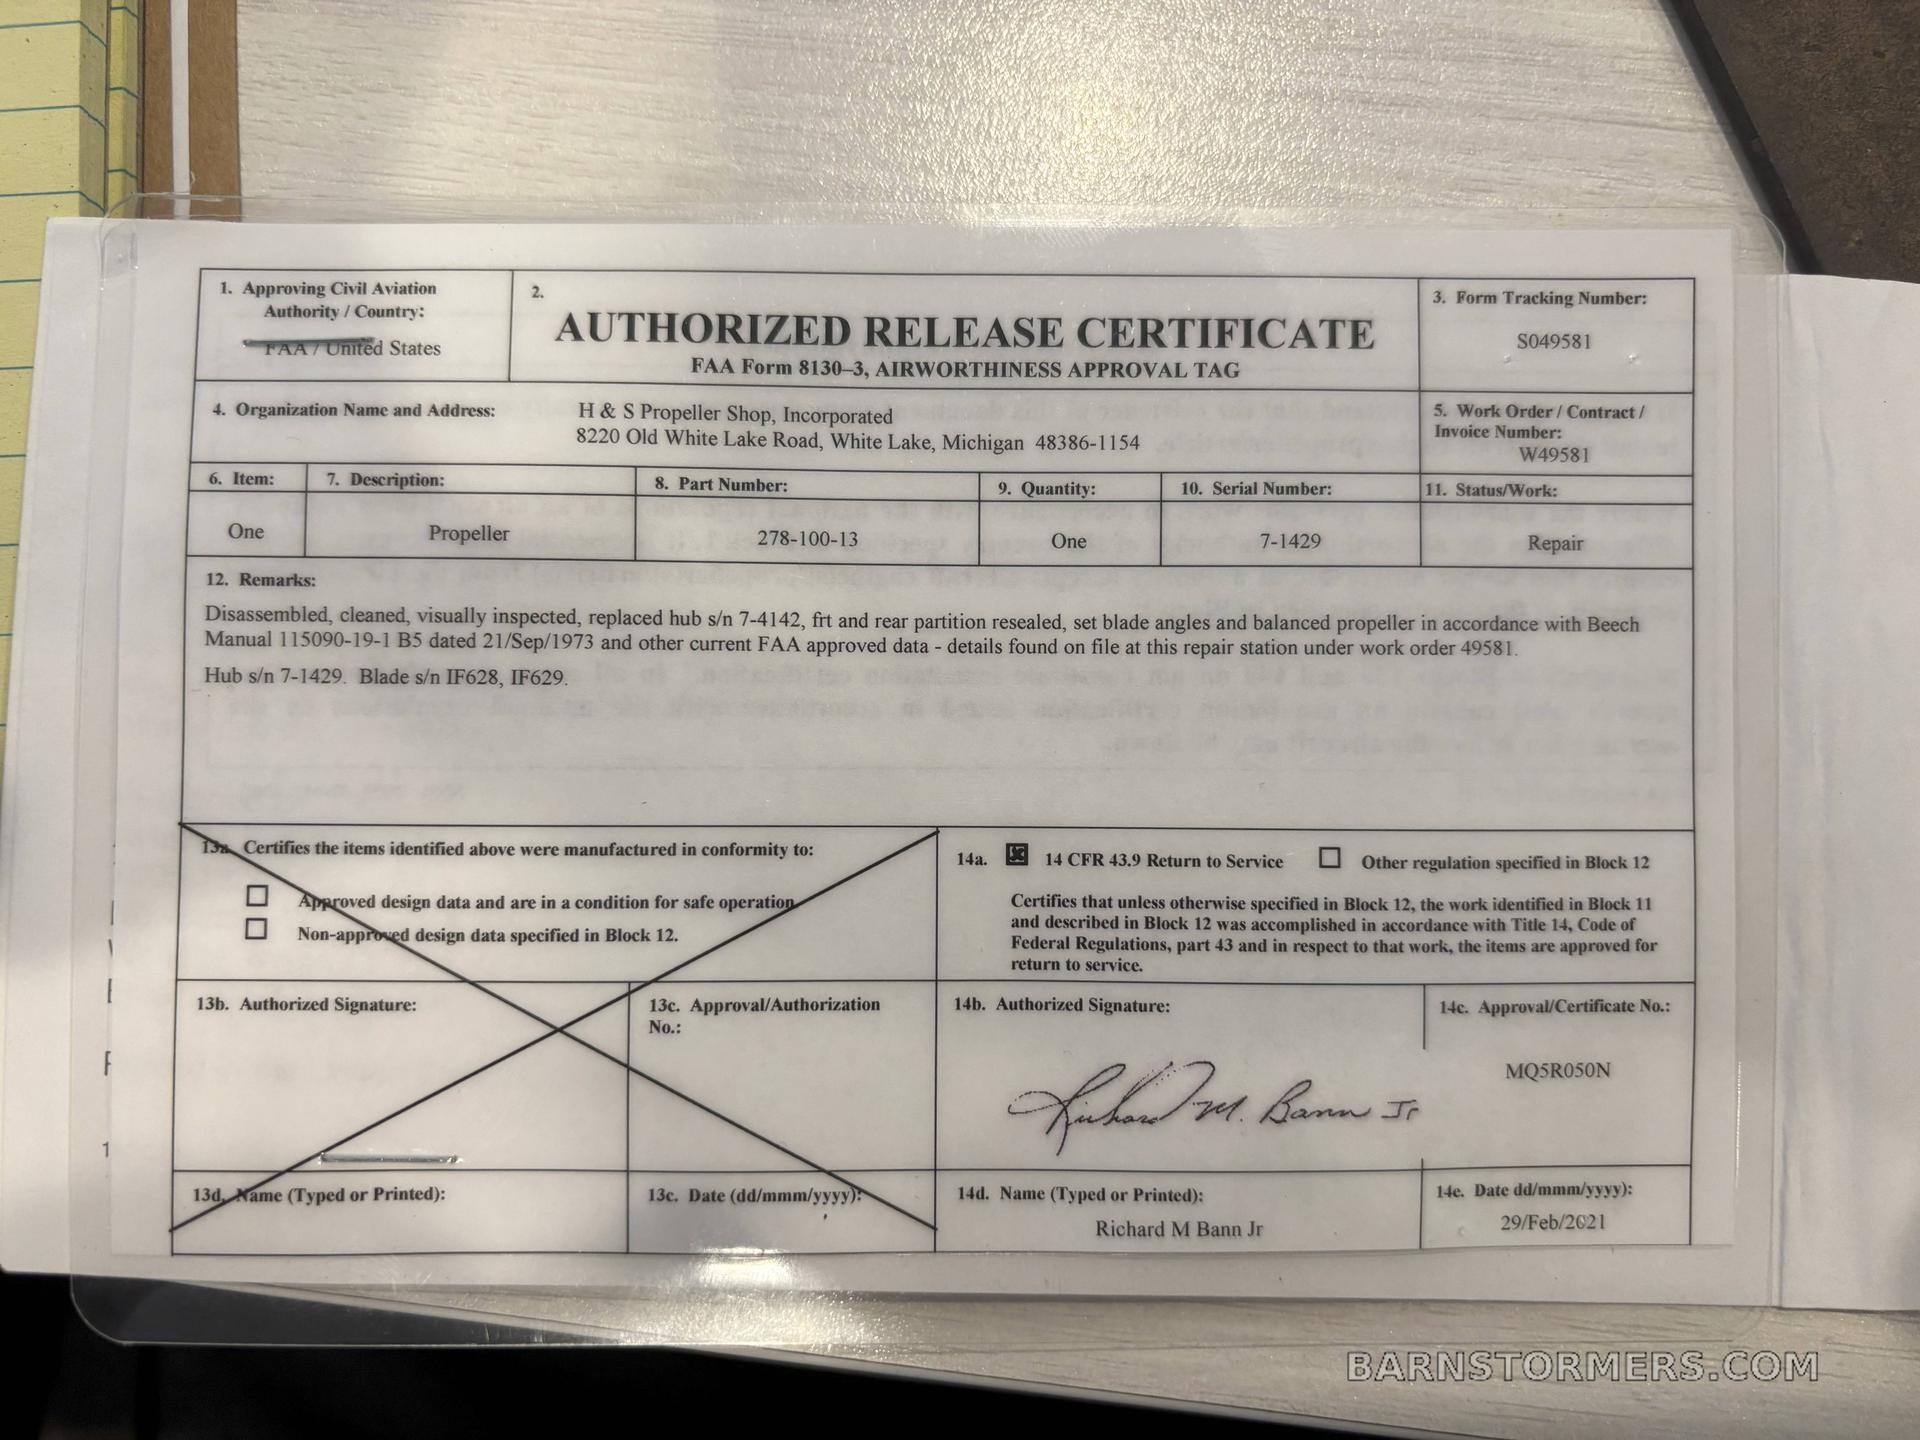 1. Approving Civil Aviation
Authority / Country:
FAA / United States
2.
AUTHORIZED RELEASE CERTIFICATE
FAA Form 8130–3, AIRWORTHINESS APPROVAL TAG
3. Form Tracking Number:
S049581
4. Organization Name and Address:
H & S Propeller Shop, Incorporated
8220 Old White Lake Road, White Lake, Michigan 48386-1154
5. Work Order / Contract /
Invoice Number:
W49581
6. Item:
7. Description:
8. Part Number:
9. Quantity:
10. Serial Number:
11. Status/Work:
One
Propeller
278-100-13
One
7-1429
Repair
12. Remarks:
Disassembled, cleaned, visually inspected, replaced hub s/n 7-4142, frt and rear partition resealed, set blade angles and balanced propeller in accordance with Beech
Manual 115090-19-1 B5 dated 21/Sep/1973 and other current FAA approved data - details found on file at this repair station under work order 49581.
Hub s/n 7-1429. Blade s/n IF628, IF629.
13a. Certifies the items identified above were manufactured in conformity to:
Approved design data and are in a condition for safe operation
Non-approved design data specified in Block 12.
14a. 14 CFR 43.9 Return to Service
Other regulation specified in Block 12
Certifies that unless otherwise specified in Block 12, the work identified in Block 11
and described in Block 12 was accomplished in accordance with Title 14, Code of
Federal Regulations, part 43 and in respect to that work, the items are approved for
return to service.
13b. Authorized Signature:
13c. Approval/Authorization
No.:
14b. Authorized Signature:
Richard M. Bann Jr
14c. Approval/Certificate No.:
MQ5R050N
13d. Name (Typed or Printed):
13c. Date (dd/mmm/yyyy):
14d. Name (Typed or Printed):
Richard M Bann Jr
14e. Date dd/mmm/yyyy):
29/Feb/2021
BARNSTORMERS.COM